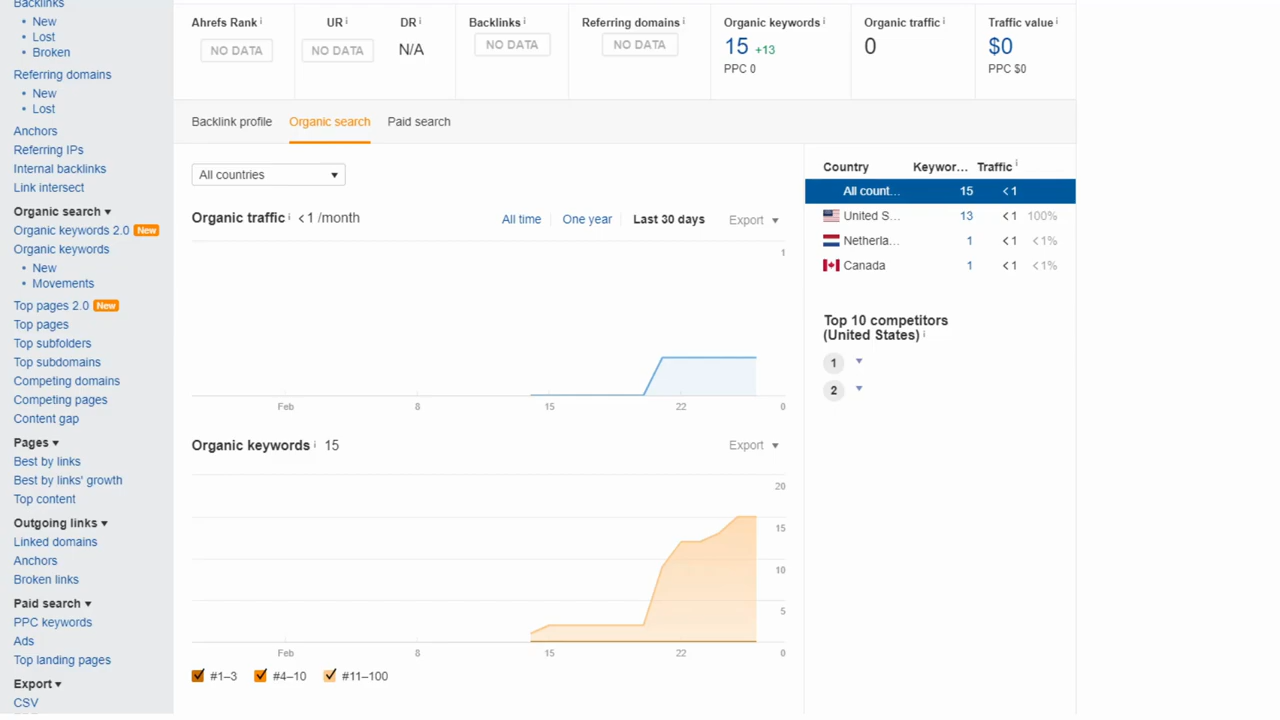 Backlinks
New
Lost
Broken
Referring domains
New
Lost
Anchors
Referring IPs
Internal backlinks
Link intersect
Organic search
Organic keywords 2.0 New
Organic keywords
New
Movements
Top pages 2.0 New
Top pages
Top subfolders
Top subdomains
Competing domains
Competing pages
Content gap
Pages
Best by links
Best by links' growth
Top content
Outgoing links
Linked domains
Anchors
Broken links
Paid search
PPC keywords
Ads
Top landing pages
Export
CSV
Ahrefs Rank i UR i DR i Backlinks i Referring domains i Organic keywords i Organic traffic i Traffic value i
NO DATA NO DATA N/A NO DATA NO DATA 15 +13 0 $0
PPC 0 PPC $0
Backlink profile Organic search Paid search
All countries
Organic traffic i <1 /month All time One year Last 30 days Export
1
Feb 8 15 22 0
Organic keywords i 15 Export
20
15
10
5
Feb 8 15 22 0
#1–3 #4–10 #11–100
Country Keywor... Traffic i
All count... 15 <1
United S... 13 <1 100%
Netherla... 1 <1 <1%
Canada 1 <1 <1%
Top 10 competitors
(United States) i
1
2